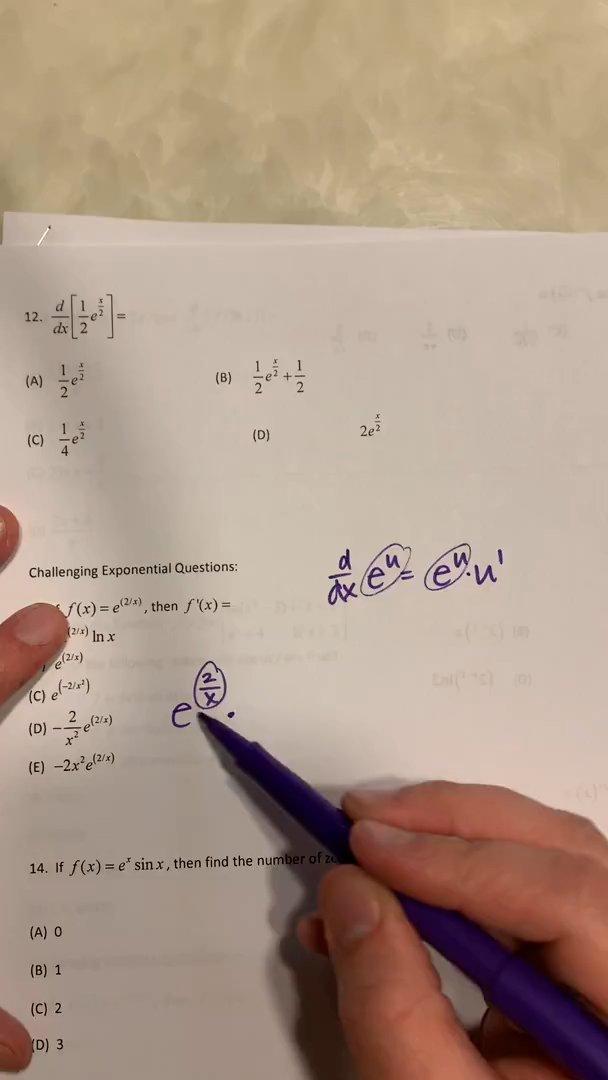 12. d/dx[1/2 e^(x/2)] =
(A) 1/2 e^(x/2) (B) 1/2 e^(x/2) + 1/2
(C) 1/4 e^(x/2) (D) 2e^(x/2)
Challenging Exponential Questions:
d/dx e^u = e^u · u'
f(x) = e^(2/x), then f'(x) =
(2/x) ln x
e^(2/x)
(C) e^(-2/x²)
(D) -2/x² e^(2/x)
e^(2/x) ·
(E) -2x²e^(2/x)
14. If f(x) = e^x sin x, then find the number of
(A) 0
(B) 1
(C) 2
(D) 3